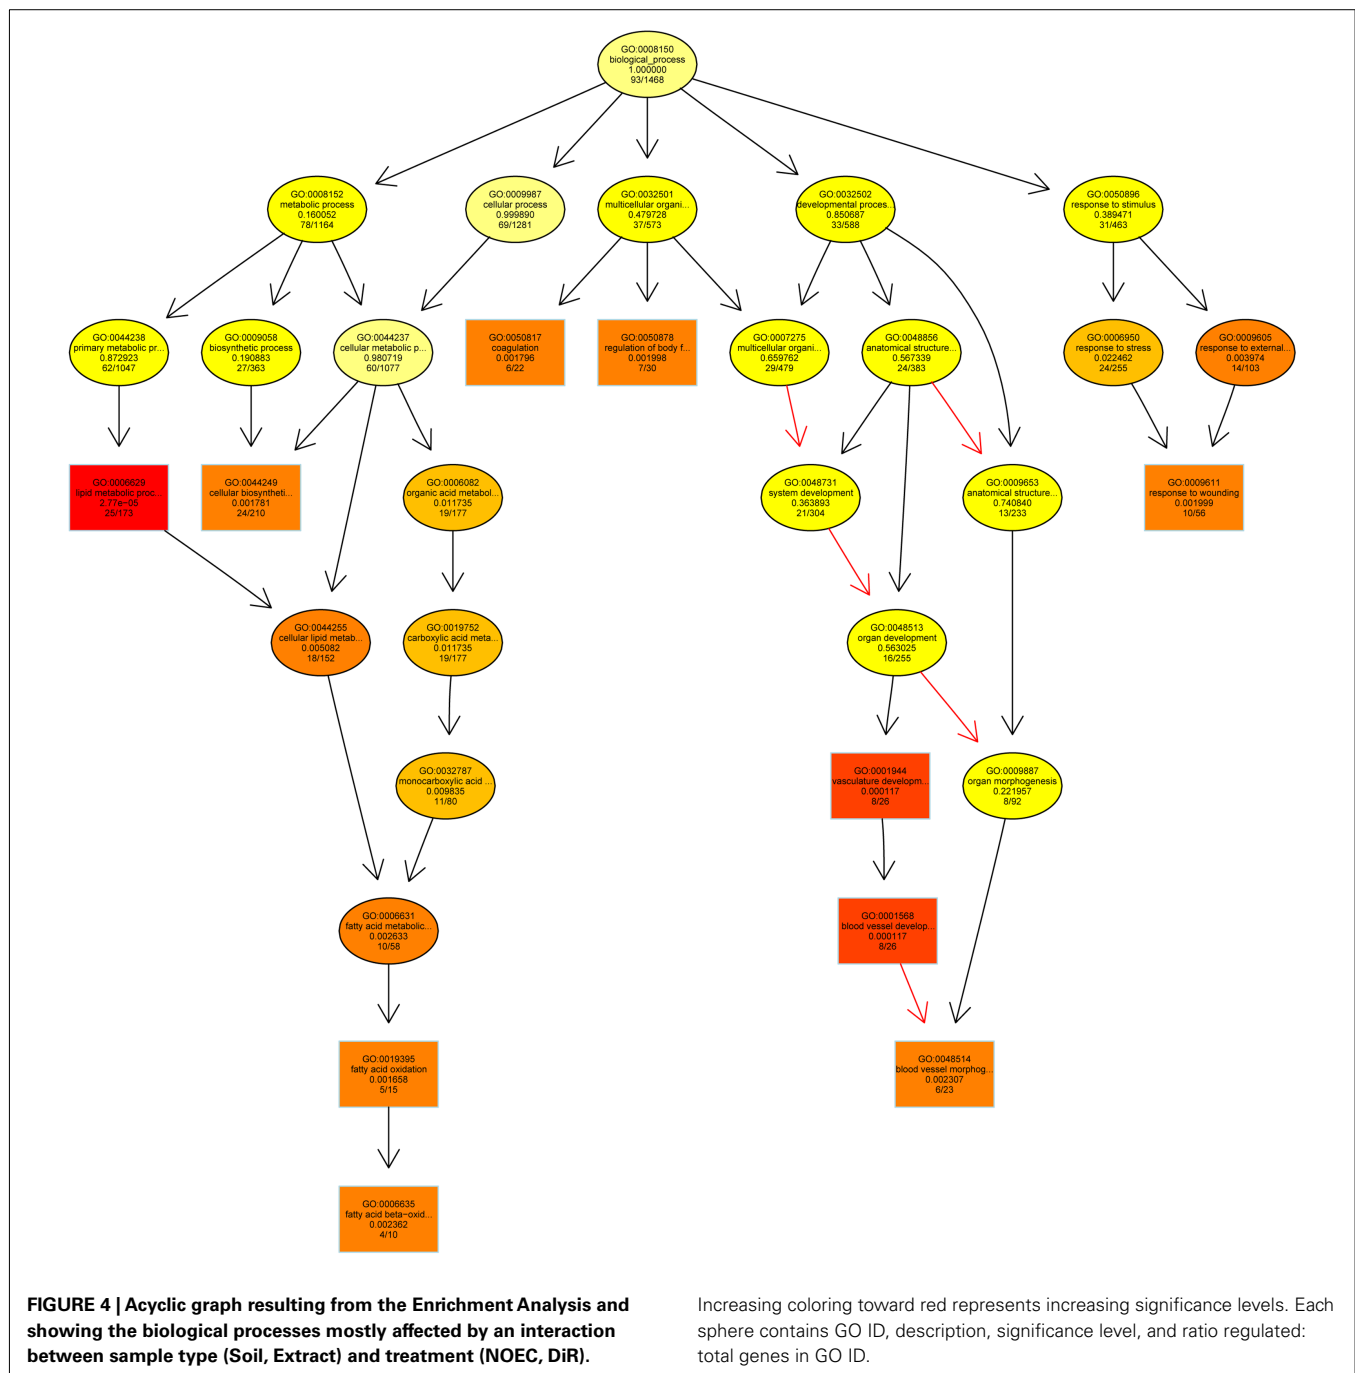 GO:0008150
biological_process
1.000000
93/1468
GO:0008152
metabolic process
0.160052
78/1164
GO:0009987
cellular process
0.999890
69/1281
GO:0032501
multicellular organi...
0.479728
37/573
GO:0032502
developmental proces...
0.850687
33/588
GO:0050896
response to stimulus
0.389471
31/463
GO:0044238
primary metabolic pr...
0.872923
62/1047
GO:0009058
biosynthetic process
0.190883
27/363
GO:0044237
cellular metabolic p...
0.980719
60/1077
GO:0050817
coagulation
0.001796
6/22
GO:0050878
regulation of body f...
0.001998
7/30
GO:0007275
multicellular organi...
0.659762
29/479
GO:0048856
anatomical structure...
0.567339
24/383
GO:0006950
response to stress
0.022462
24/255
GO:0009605
response to external...
0.003974
14/103
GO:0006629
lipid metabolic proc...
2.77e−05
25/173
GO:0044249
cellular biosyntheti...
0.001781
24/210
GO:0006082
organic acid metabol...
0.011735
19/177
GO:0048731
system development
0.363893
21/304
GO:0009653
anatomical structure...
0.740840
13/233
GO:0009611
response to wounding
0.001999
10/56
GO:0044255
cellular lipid metab...
0.005082
18/152
GO:0019752
carboxylic acid meta...
0.011735
19/177
GO:0048513
organ development
0.563025
16/255
GO:0032787
monocarboxylic acid ...
0.009835
11/80
GO:0001944
vasculature developm...
0.000117
8/26
GO:0009887
organ morphogenesis
0.221957
8/92
GO:0006631
fatty acid metabolic...
0.002633
10/58
GO:0001568
blood vessel develop...
0.000117
8/26
GO:0019395
fatty acid oxidation
0.001658
5/15
GO:0048514
blood vessel morphog...
0.002307
6/23
GO:0006635
fatty acid beta−oxid...
0.002362
4/10
FIGURE 4 | Acyclic graph resulting from the Enrichment Analysis and
showing the biological processes mostly affected by an interaction
between sample type (Soil, Extract) and treatment (NOEC, DiR).
Increasing coloring toward red represents increasing significance levels. Each
sphere contains GO ID, description, significance level, and ratio regulated:
total genes in GO ID.